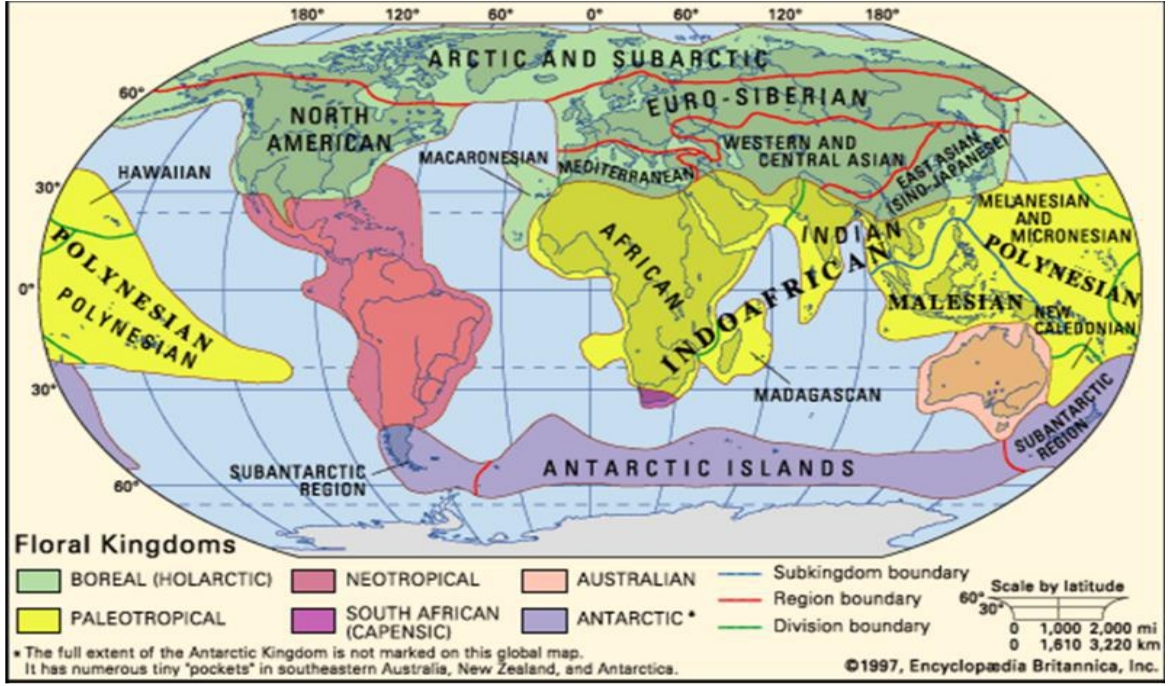 180° 120° 60° 0° 60° 120° 180°
ARCTIC AND SUBARCTIC
60°
60°
EURO-SIBERIAN
NORTH
AMERICAN
WESTERN AND
CENTRAL ASIAN
MACARONESIAN
MEDITERRANEAN
EAST ASIAN
(SINO-JAPANESE)
HAWAIIAN
30°
30°
MELANESIAN
AND
MICRONESIAN
AFRICAN
INDIAN
POLYNESIAN
POLYNESIAN
POLYNESIAN
INDOAFRICAN
0°
0°
MALESIAN
NEW
CALEDONIAN
30°
30°
MADAGASCAN
SUBANTARCTIC
REGION
SUBANTARCTIC
REGION
ANTARCTIC ISLANDS
60°
60°
Floral Kingdoms
BOREAL (HOLARCTIC)
NEOTROPICAL
AUSTRALIAN
PALEOTROPICAL
SOUTH AFRICAN
(CAPENSIC)
ANTARCTIC *
Subkingdom boundary
Region boundary
Division boundary
Scale by latitude
60°
30°
0 1,000 2,000 mi
0 1,610 3,220 km
* The full extent of the Antarctic Kingdom is not marked on this global map.
It has numerous tiny "pockets" in southeastern Australia, New Zealand, and Antarctica.
©1997, Encyclopædia Britannica, Inc.